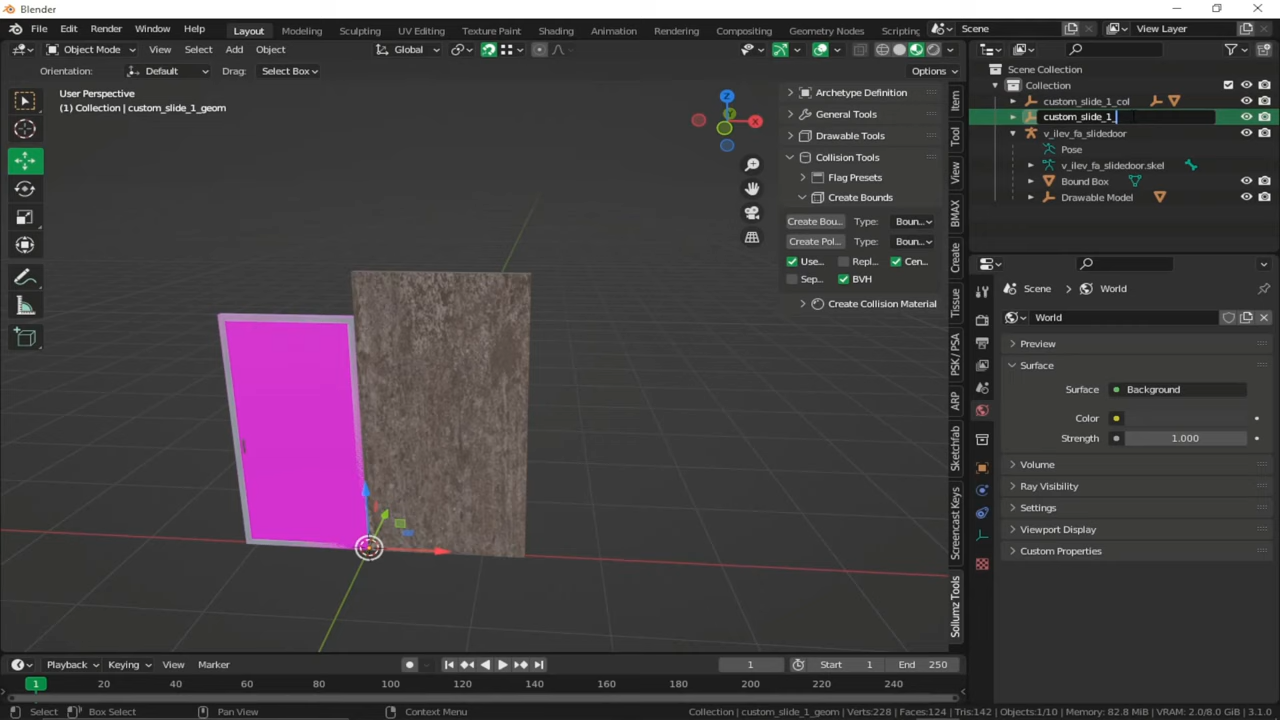 Blender
File Edit Render Window Help Layout Modeling Sculpting UV Editing Texture Paint Shading Animation Rendering Compositing Geometry Nodes Scripting Scene View Layer
Object Mode View Select Add Object Global
Orientation: Default Drag: Select Box Options
User Perspective
(1) Collection | custom_slide_1_geom
Z
X
Archetype Definition
General Tools
Drawable Tools
Collision Tools
Flag Presets
Create Bounds
Create Bou... Type: Boun...
Create Pol... Type: Boun...
Use... Repl... Cen...
Sep... BVH
Create Collision Material
Item
Tool
View
BMAX
Create
Tissue
PSK / PSA
ARP
Sketchfab
Screencast Keys
Sollumz Tools
Scene Collection
Collection
custom_slide_1_col
custom_slide_1_
v_ilev_fa_slidedoor
Pose
v_ilev_fa_slidedoor.skel
Bound Box
Drawable Model
Scene World
World
Preview
Surface
Surface Background
Color
Strength 1.000
Volume
Ray Visibility
Settings
Viewport Display
Custom Properties
Playback Keying View Marker 1 Start 1 End 250
1 20 40 60 80 100 120 140 160 180 200 220 240
Select Box Select Pan View Context Menu Collection | custom_slide_1_geom | Verts:228 | Faces:124 | Tris:142 | Objects:1/10 | Memory: 82.8 MiB | VRAM: 2.0/8.0 GiB | 3.1.0